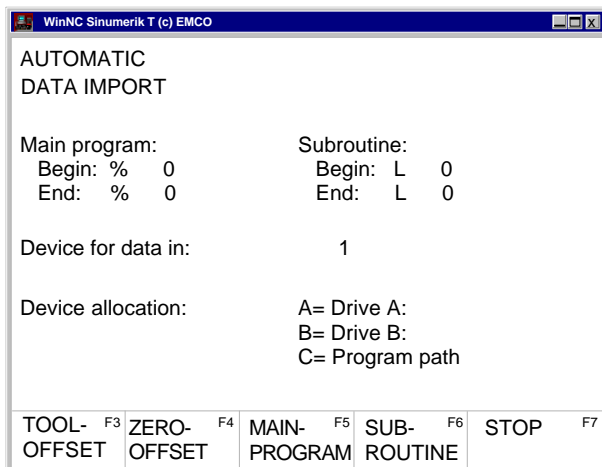 WinNC Sinumerik T (c) EMCO
AUTOMATIC
DATA IMPORT
Main program: Subroutine:
Begin: % 0 Begin: L 0
End: % 0 End: L 0
Device for data in: 1
Device allocation: A= Drive A:
B= Drive B:
C= Program path
TOOL- F3 ZERO- F4 MAIN- F5 SUB- F6 STOP F7
OFFSET OFFSET PROGRAM ROUTINE